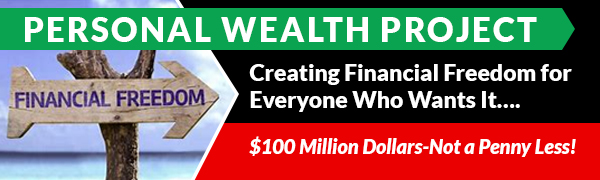 PERSONAL WEALTH PROJECT
FINANCIAL FREEDOM
Creating Financial Freedom for
Everyone Who Wants It....
$100 Million Dollars-Not a Penny Less!